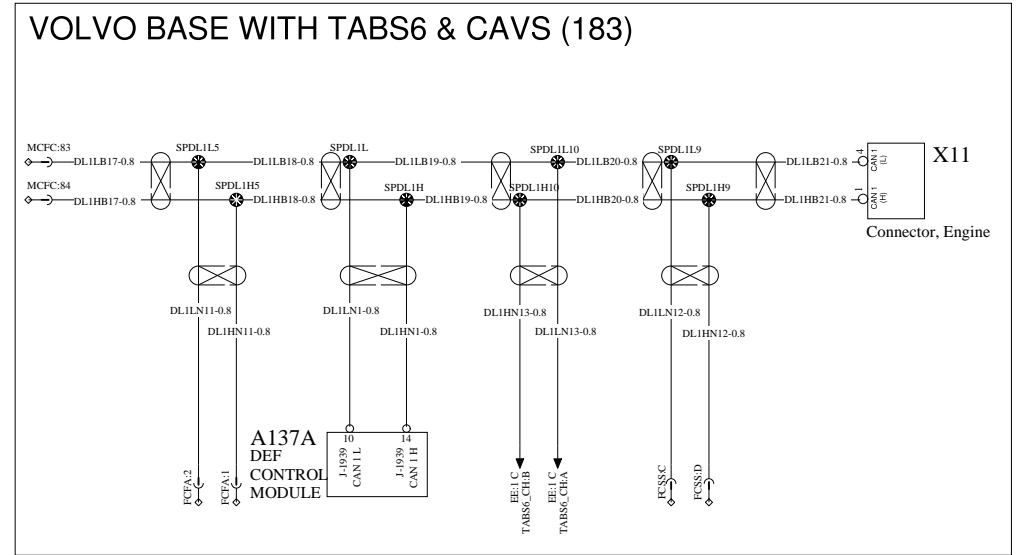 VOLVO BASE WITH TABS6 & CAVS (183)
MCFC:83
DL1LB17-0.8
SPDL1L5
DL1LB18-0.8
SPDL1L
DL1LB19-0.8
SPDL1L10
DL1LB20-0.8
SPDL1L9
DL1LB21-0.8
4
CAN 1
(L)
X11
MCFC:84
DL1HB17-0.8
SPDL1H5
DL1HB18-0.8
SPDL1H
DL1HB19-0.8
SPDL1H10
DL1HB20-0.8
SPDL1H9
DL1HB21-0.8
1
CAN 1
(H)
Connector, Engine
DL1LN11-0.8
DL1HN11-0.8
DL1LN1-0.8
DL1HN1-0.8
DL1HN13-0.8
DL1LN13-0.8
DL1LN12-0.8
DL1HN12-0.8
A137A
DEF
CONTROL
MODULE
10
J-1939
CAN 1 L
14
J-1939
CAN 1 H
FCFA:2
FCFA:1
EE:1 C
TABS6_CH:B
EE:1 C
TABS6_CH:A
FCSS:C
FCSS:D